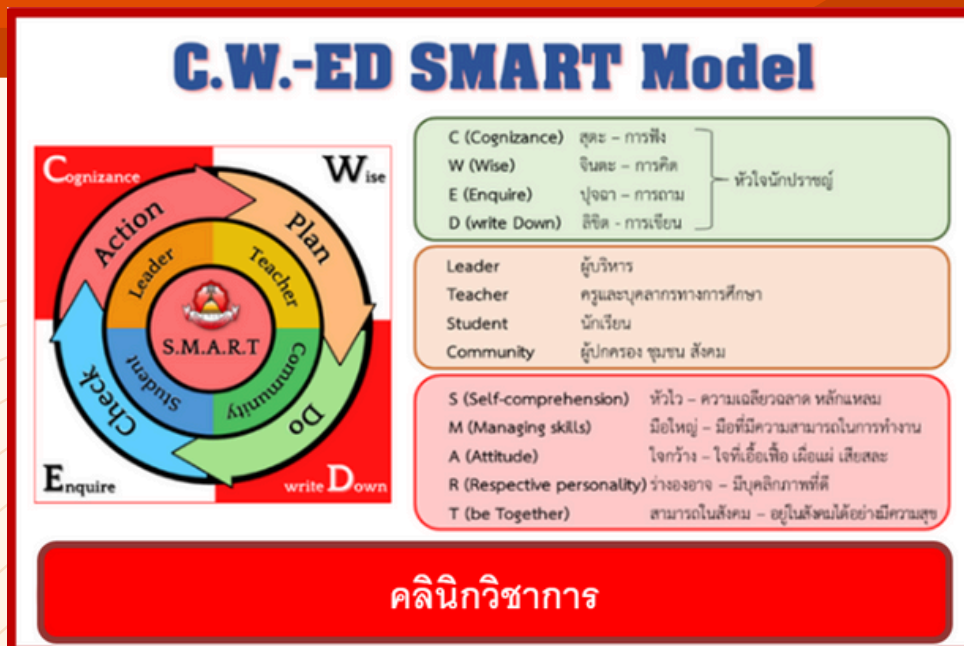 C.W.-ED SMART Model
Cognizance
Wise
Action
Plan
Leader
Teacher
S.M.A.R.T
Student
Community
Check
Do
Enquire
write Down
C (Cognizance) สุตะ – การฟัง
W (Wise) จินตะ – การคิด
E (Enquire) ปุจฉา – การถาม
D (write Down) ลิขิต - การเขียน
หัวใจนักปราชญ์
Leader ผู้บริหาร
Teacher ครูและบุคลากรทางการศึกษา
Student นักเรียน
Community ผู้ปกครอง ชุมชน สังคม
S (Self-comprehension) หัวไว – ความเฉลียวฉลาด หลักแหลม
M (Managing skills) มือใหญ่ – มือที่มีความสามารถในการทำงาน
A (Attitude) ใจกว้าง – ใจที่เอื้อเฟื้อ เผื่อแผ่ เสียสละ
R (Respective personality) ร่างองอาจ – มีบุคลิกภาพที่ดี
T (be Together) สามารถในสังคม – อยู่ในสังคมได้อย่างมีความสุข
คลินิกวิชาการ